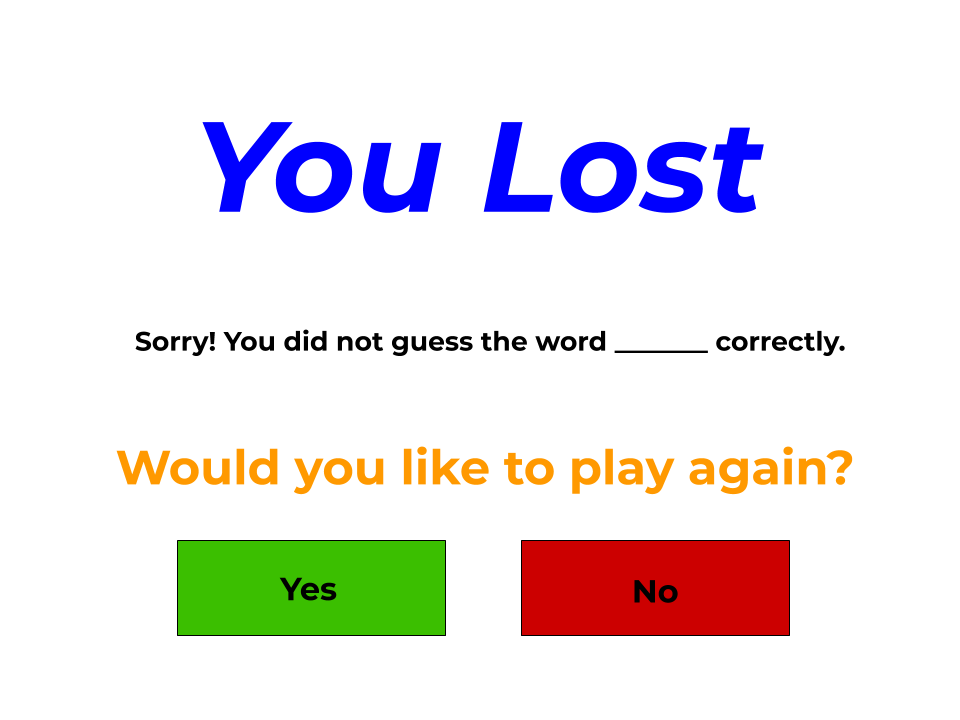 You Lost
Sorry! You did not guess the word _______ correctly.
Would you like to play again?
Yes
No